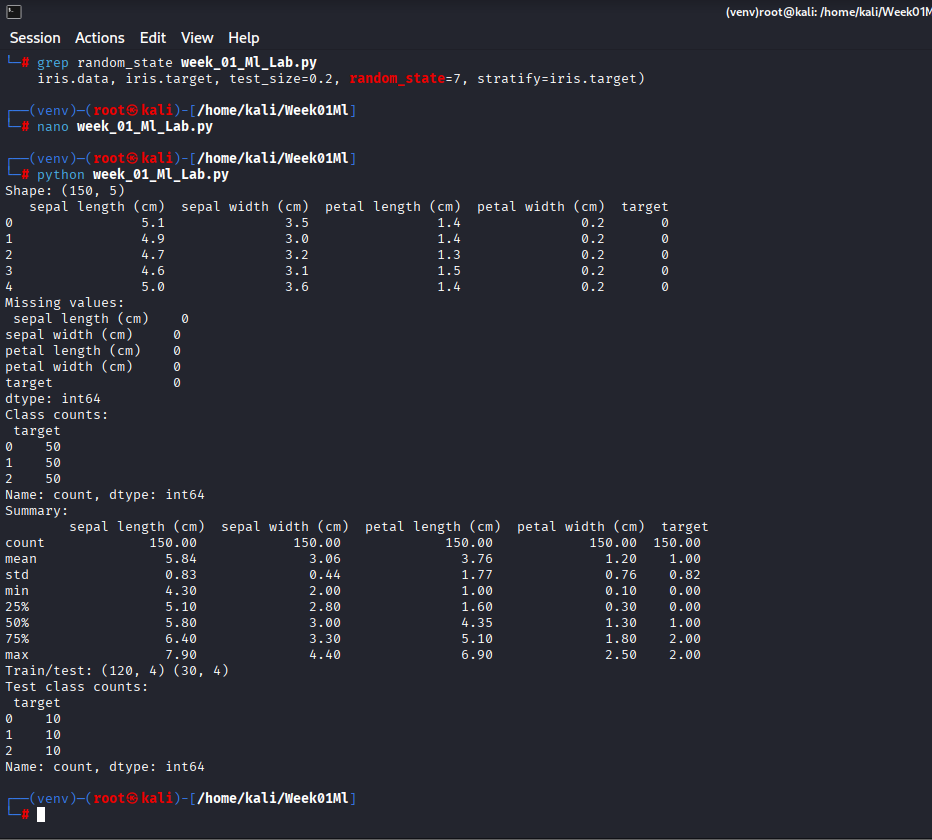 (venv)root@kali: /home/kali/Week01M
Session Actions Edit View Help
└─# grep random_state week_01_Ml_Lab.py
    iris.data, iris.target, test_size=0.2, random_state=7, stratify=iris.target)
┌──(venv)─(root㉿kali)-[/home/kali/Week01Ml]
└─# nano week_01_Ml_Lab.py
┌──(venv)─(root㉿kali)-[/home/kali/Week01Ml]
└─# python week_01_Ml_Lab.py
Shape: (150, 5)
   sepal length (cm)  sepal width (cm)  petal length (cm)  petal width (cm)  target
0                5.1               3.5                1.4               0.2       0
1                4.9               3.0                1.4               0.2       0
2                4.7               3.2                1.3               0.2       0
3                4.6               3.1                1.5               0.2       0
4                5.0               3.6                1.4               0.2       0
Missing values:
 sepal length (cm)    0
sepal width (cm)     0
petal length (cm)    0
petal width (cm)     0
target               0
dtype: int64
Class counts:
 target
0    50
1    50
2    50
Name: count, dtype: int64
Summary:
        sepal length (cm)  sepal width (cm)  petal length (cm)  petal width (cm)  target
count             150.00            150.00             150.00            150.00  150.00
mean                5.84              3.06               3.76              1.20    1.00
std                 0.83              0.44               1.77              0.76    0.82
min                 4.30              2.00               1.00              0.10    0.00
25%                 5.10              2.80               1.60              0.30    0.00
50%                 5.80              3.00               4.35              1.30    1.00
75%                 6.40              3.30               5.10              1.80    2.00
max                 7.90              4.40               6.90              2.50    2.00
Train/test: (120, 4) (30, 4)
Test class counts:
 target
0    10
1    10
2    10
Name: count, dtype: int64
┌──(venv)─(root㉿kali)-[/home/kali/Week01Ml]
└─#